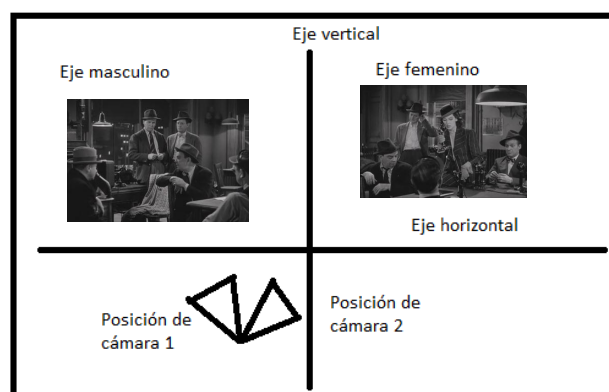 Eje vertical
Eje masculino
Eje femenino
Eje horizontal
Posición de
cámara 1
Posición de
cámara 2